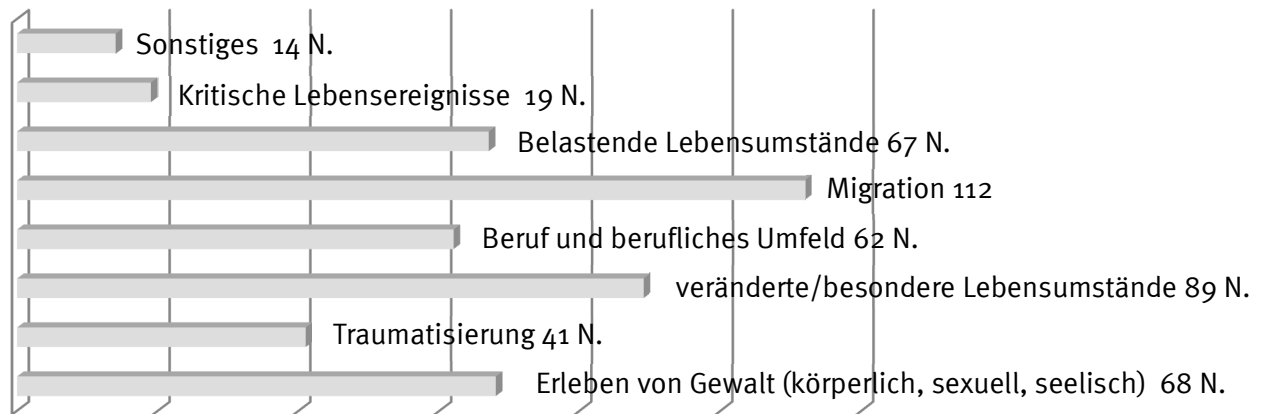 Sonstiges 14 N.
Kritische Lebensereignisse 19 N.
Belastende Lebensumstände 67 N.
Migration 112
Beruf und berufliches Umfeld 62 N.
veränderte/besondere Lebensumstände 89 N.
Traumatisierung 41 N.
Erleben von Gewalt (körperlich, sexuell, seelisch) 68 N.